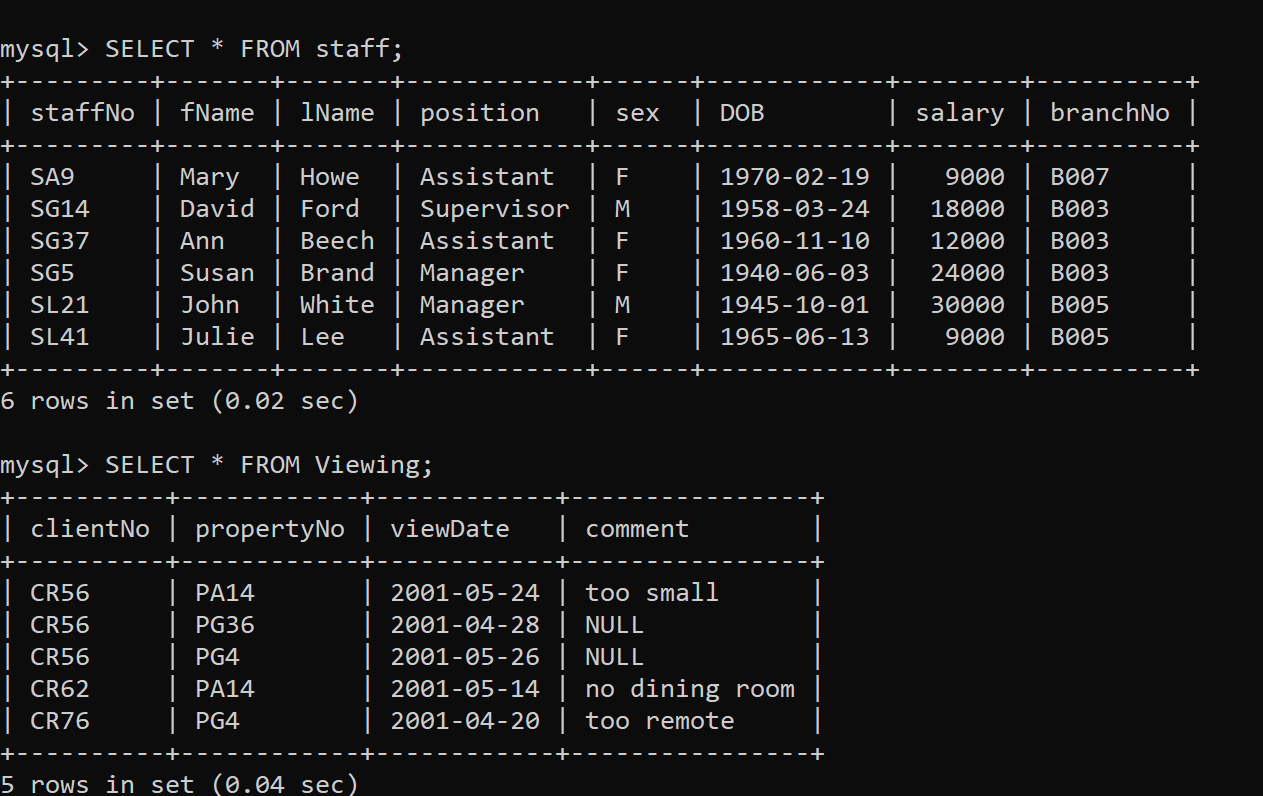 mysql> SELECT * FROM staff;
+---------+-------+-------+------------+------+------------+--------+----------+
| staffNo | fName | lName | position   | sex  | DOB        | salary | branchNo |
+---------+-------+-------+------------+------+------------+--------+----------+
| SA9     | Mary  | Howe  | Assistant  | F    | 1970-02-19 |   9000 | B007     |
| SG14    | David | Ford  | Supervisor | M    | 1958-03-24 |  18000 | B003     |
| SG37    | Ann   | Beech | Assistant  | F    | 1960-11-10 |  12000 | B003     |
| SG5     | Susan | Brand | Manager    | F    | 1940-06-03 |  24000 | B003     |
| SL21    | John  | White | Manager    | M    | 1945-10-01 |  30000 | B005     |
| SL41    | Julie | Lee   | Assistant  | F    | 1965-06-13 |   9000 | B005     |
+---------+-------+-------+------------+------+------------+--------+----------+
6 rows in set (0.02 sec)

mysql> SELECT * FROM Viewing;
+----------+------------+------------+----------------+
| clientNo | propertyNo | viewDate   | comment        |
+----------+------------+------------+----------------+
| CR56     | PA14       | 2001-05-24 | too small      |
| CR56     | PG36       | 2001-04-28 | NULL           |
| CR56     | PG4        | 2001-05-26 | NULL           |
| CR62     | PA14       | 2001-05-14 | no dining room |
| CR76     | PG4        | 2001-04-20 | too remote     |
+----------+------------+------------+----------------+
5 rows in set (0.04 sec)